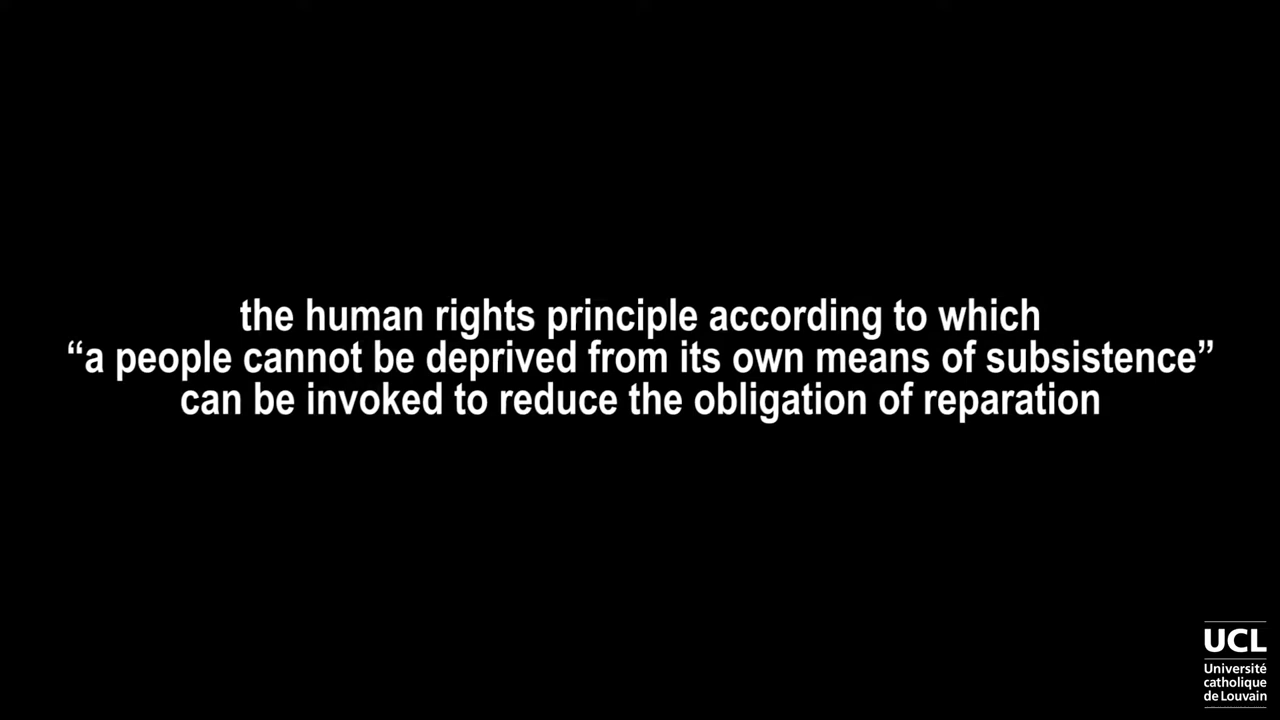 the human rights principle according to which
“a people cannot be deprived from its own means of subsistence”
can be invoked to reduce the obligation of reparation
UCL
Université
catholique
de Louvain